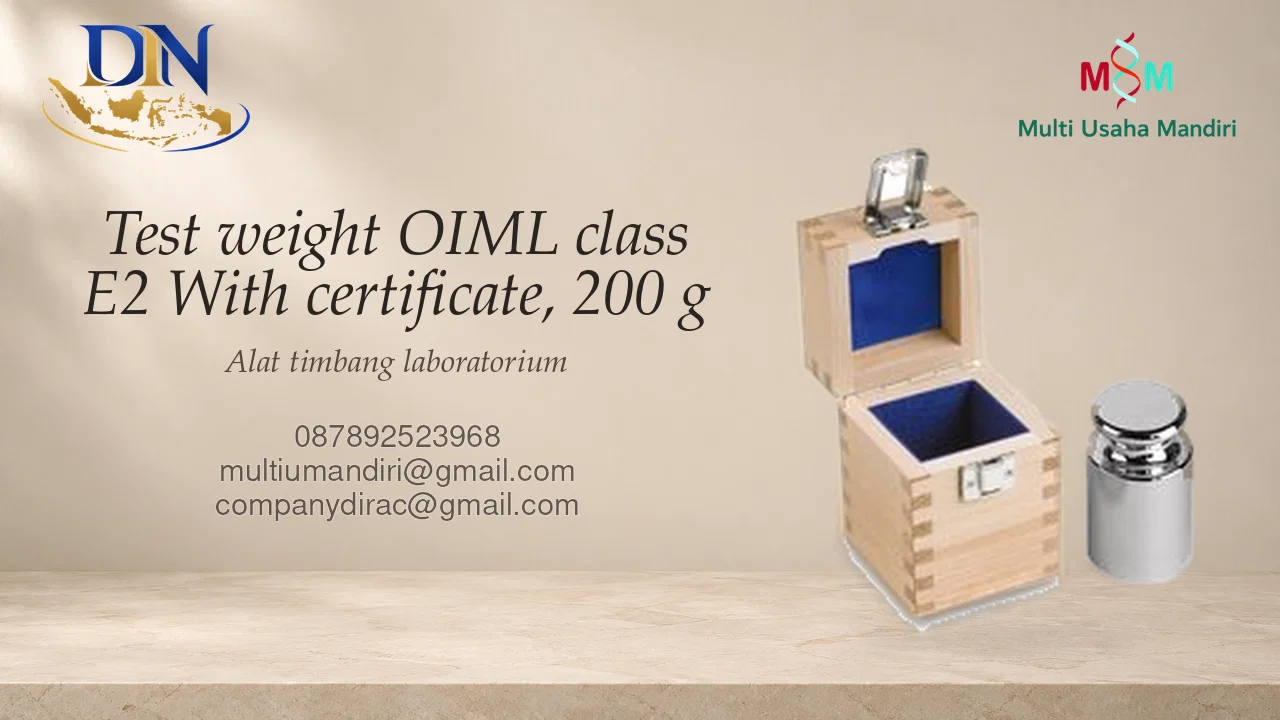 DN
M M
Multi Usaha Mandiri
Test weight OIML class
E2 With certificate, 200 g
Alat timbang laboratorium
087892523968
multiumandiri@gmail.com
companydirac@gmail.com